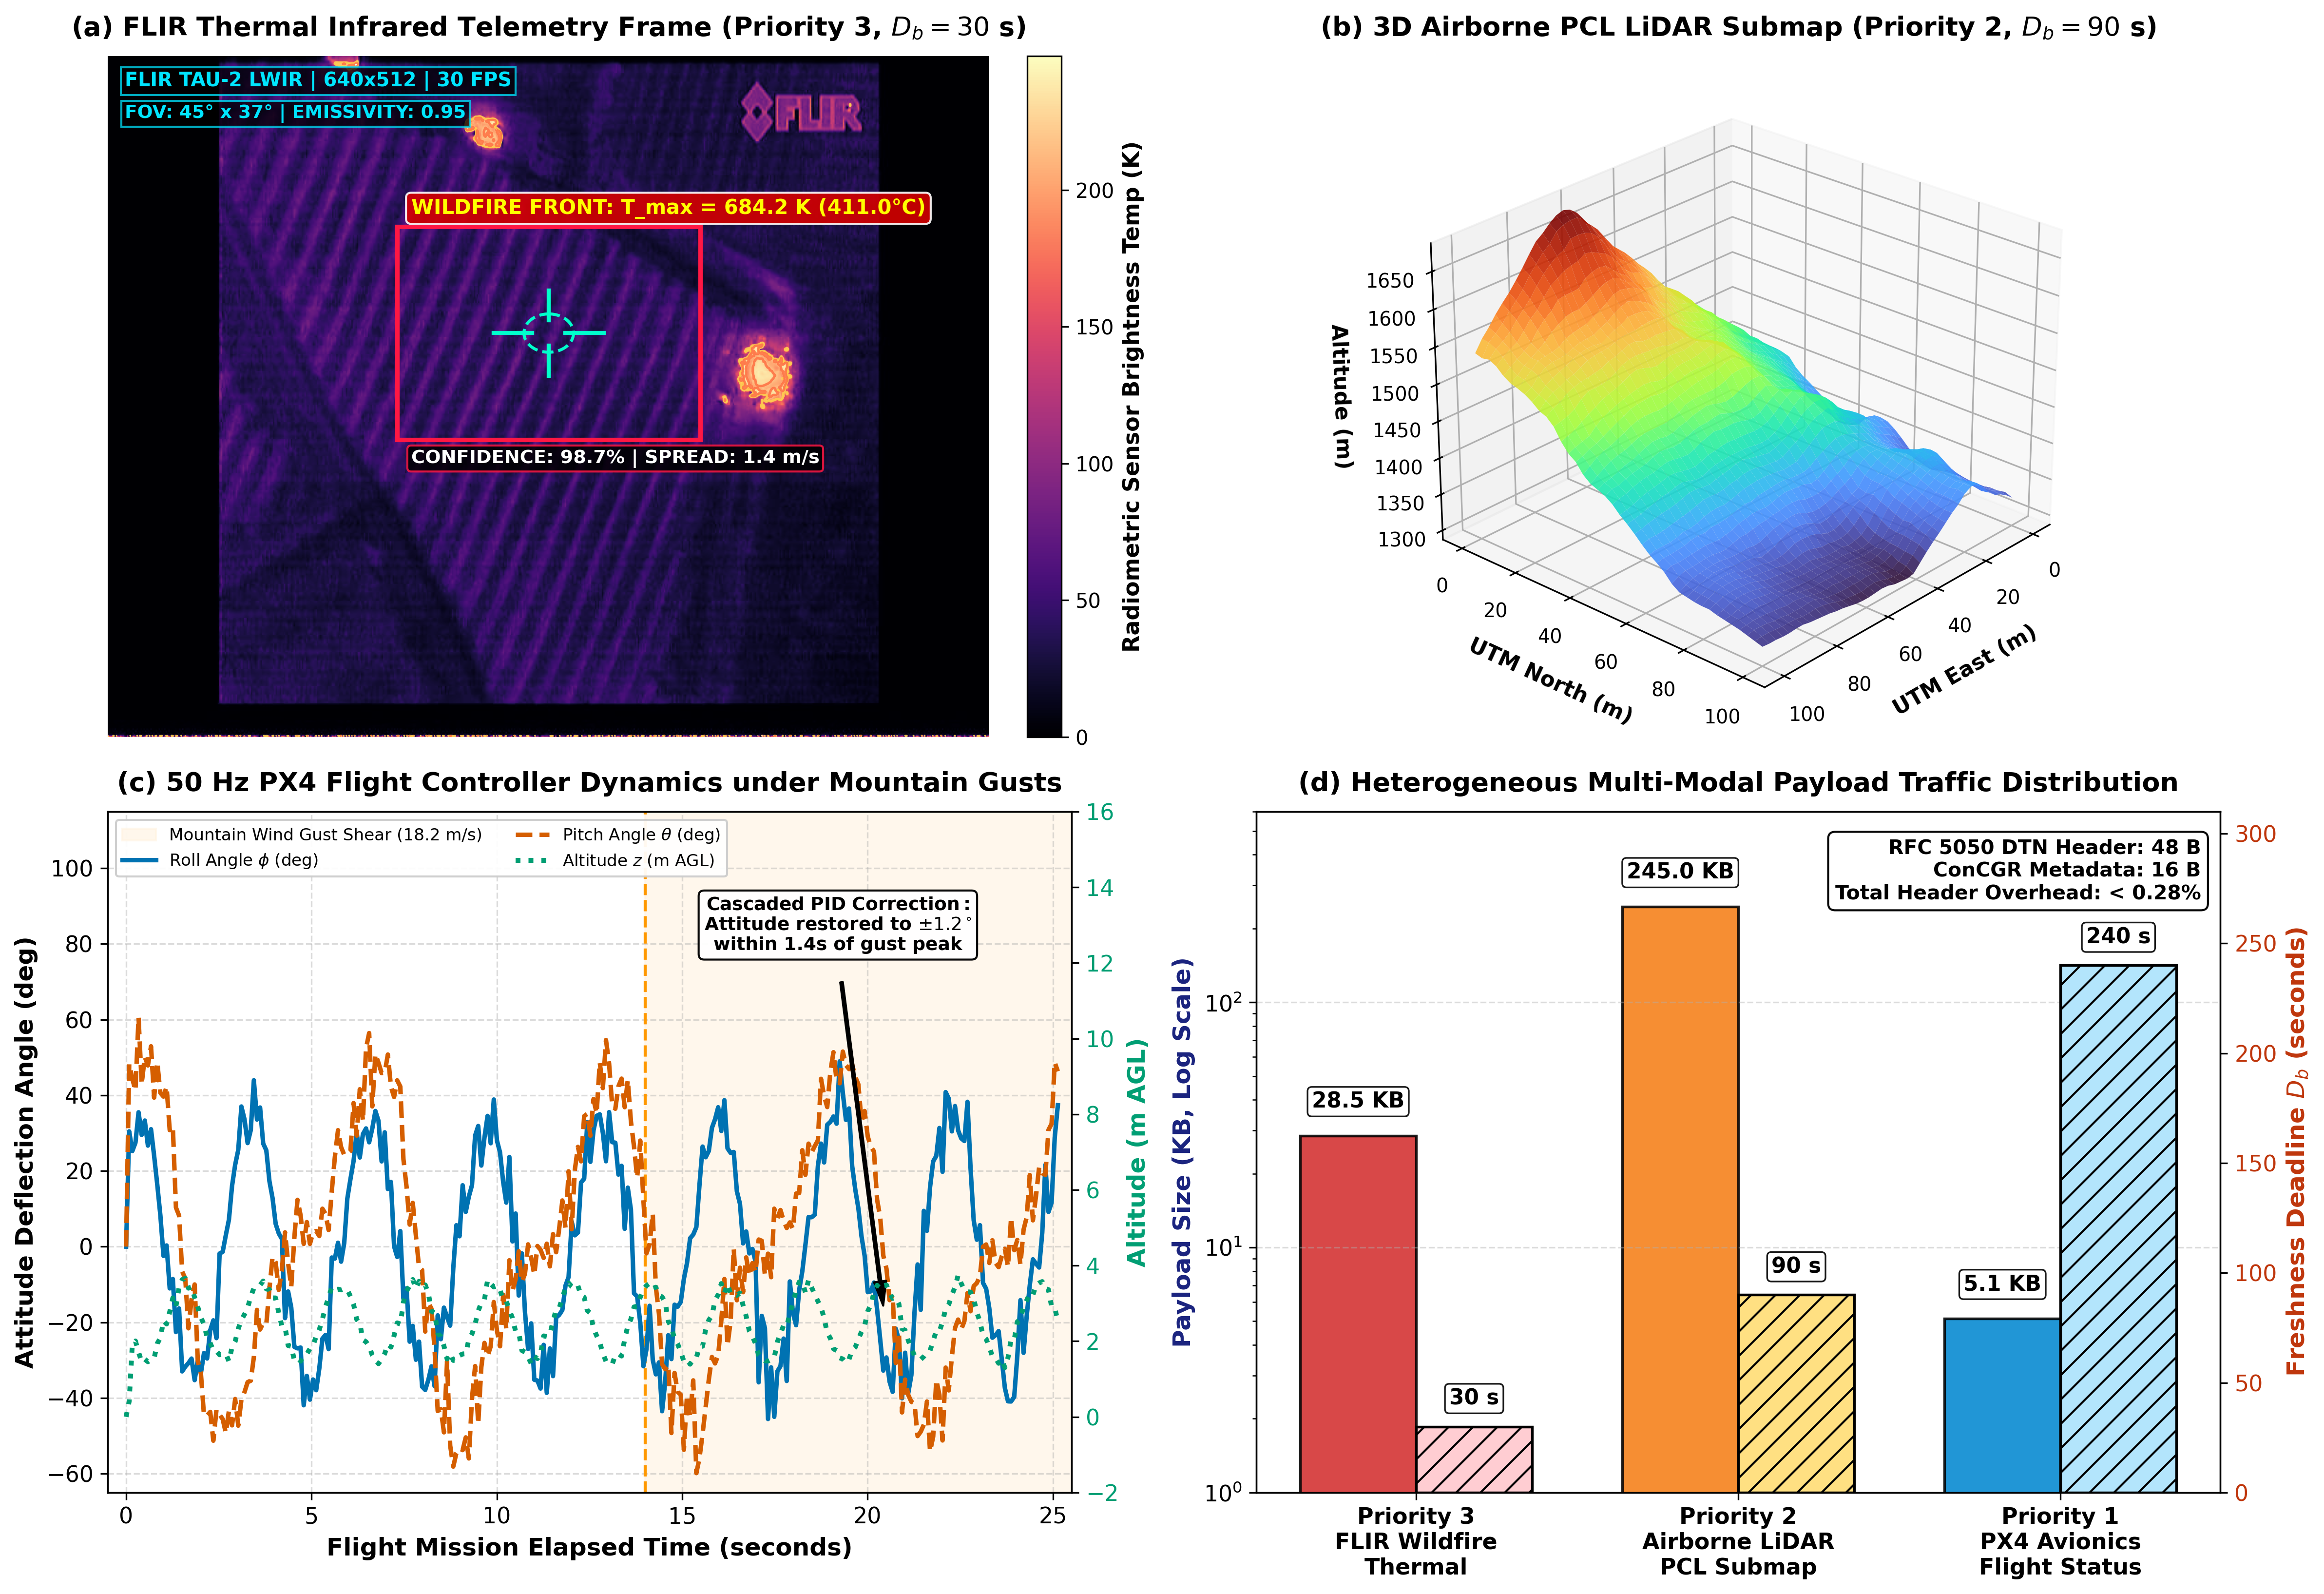 (a) FLIR Thermal Infrared Telemetry Frame (Priority 3, D_b = 30 s)
FLIR TAU-2 LWIR | 640x512 | 30 FPS
FOV: 45° x 37° | EMISSIVITY: 0.95
FLIR
WILDFIRE FRONT: T_max = 684.2 K (411.0°C)
CONFIDENCE: 98.7% | SPREAD: 1.4 m/s
200
150
100
50
0
Radiometric Sensor Brightness Temp (K)
(b) 3D Airborne PCL LiDAR Submap (Priority 2, D_b = 90 s)
1650
1600
1550
1500
1450
1400
1350
1300
Altitude (m)
0
20
40
60
80
100
UTM North (m)
0
20
40
60
80
100
UTM East (m)
(c) 50 Hz PX4 Flight Controller Dynamics under Mountain Gusts
Mountain Wind Gust Shear (18.2 m/s)
Roll Angle ϕ (deg)
Pitch Angle θ (deg)
Altitude z (m AGL)
Cascaded PID Correction:
Attitude restored to ±1.2°
within 1.4s of gust peak
100
80
60
40
20
0
−20
−40
−60
Attitude Deflection Angle (deg)
16
14
12
10
8
6
4
2
0
−2
Altitude (m AGL)
0
5
10
15
20
25
Flight Mission Elapsed Time (seconds)
(d) Heterogeneous Multi-Modal Payload Traffic Distribution
RFC 5050 DTN Header: 48 B
ConCGR Metadata: 16 B
Total Header Overhead: < 0.28%
28.5 KB
30 s
245.0 KB
90 s
5.1 KB
240 s
10²
10¹
10⁰
Payload Size (KB, Log Scale)
300
250
200
150
100
50
0
Freshness Deadline D_b (seconds)
Priority 3
FLIR Wildfire
Thermal
Priority 2
Airborne LiDAR
PCL Submap
Priority 1
PX4 Avionics
Flight Status